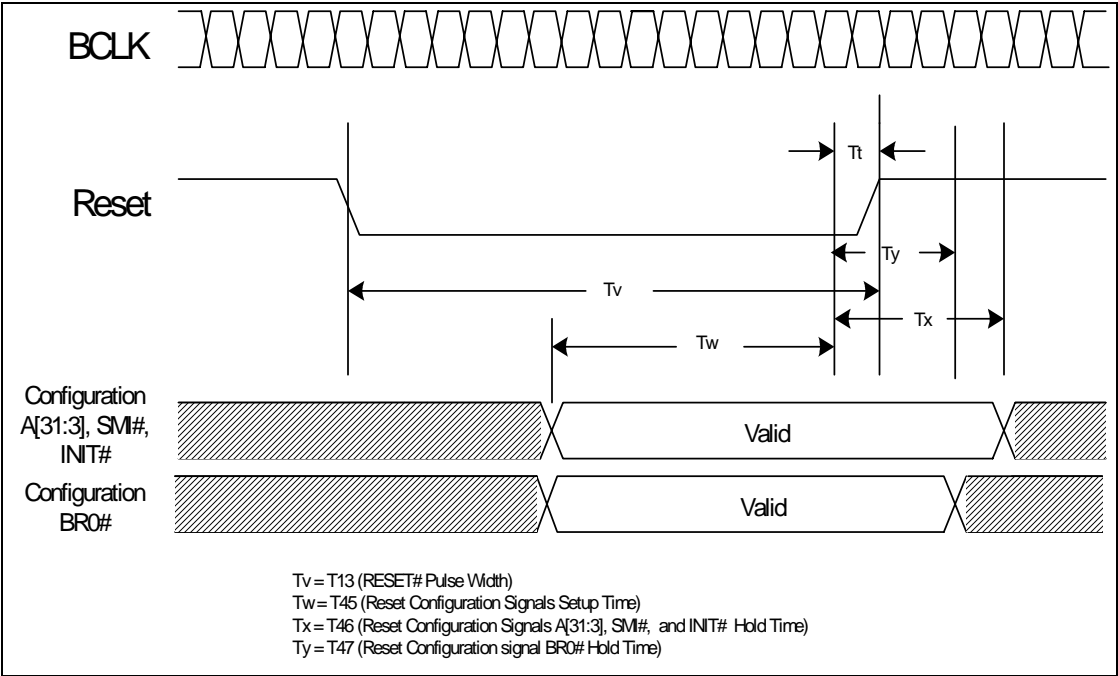 BCLK
Tt
Reset
Ty
Tv
Tx
Tw
Configuration
A[31:3], SMI#,
INIT#
Valid
Configuration
BR0#
Valid
Tv = T13 (RESET# Pulse Width)
Tw = T45 (Reset Configuration Signals Setup Time)
Tx = T46 (Reset Configuration Signals A[31:3], SMI#, and INIT# Hold Time)
Ty = T47 (Reset Configuration signal BR0# Hold Time)